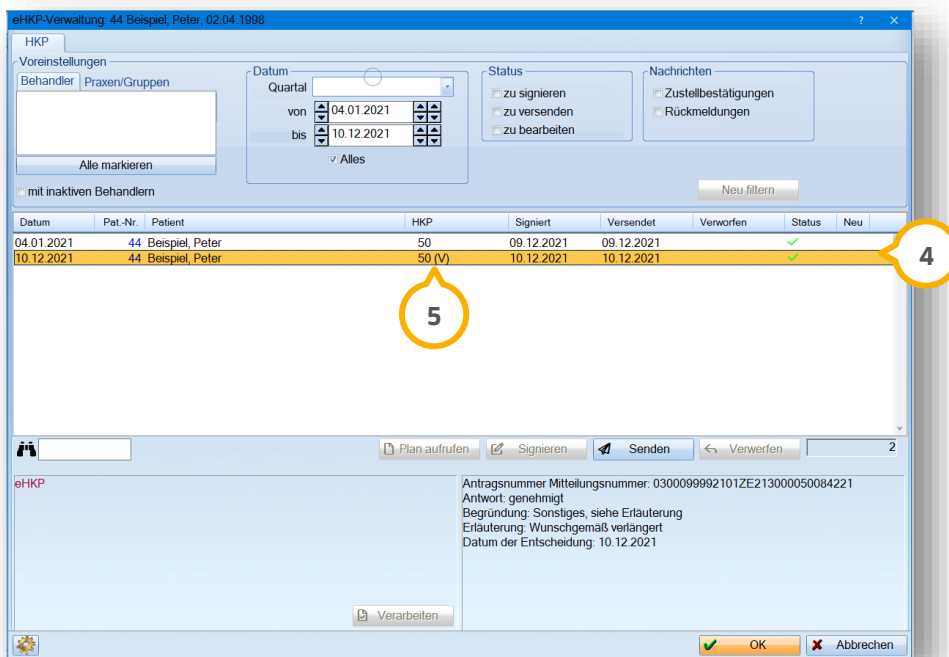 eHKP-Verwaltung: 44 Beispiel, Peter, 02.04.1998 ? ×
HKP
Voreinstellungen
Behandler Praxen/Gruppen
Alle markieren
mit inaktiven Behandlern
Datum
Quartal
von 04.01.2021
bis 10.12.2021
Alles
Status
zu signieren
zu versenden
zu bearbeiten
Nachrichten
Zustellbestätigungen
Rückmeldungen
Neu filtern
Datum Pat.-Nr. Patient HKP Signiert Versendet Verworfen Status Neu
04.01.2021 44 Beispiel, Peter 50 09.12.2021 09.12.2021
10.12.2021 44 Beispiel, Peter 50 (V) 10.12.2021 10.12.2021
4
5
Plan aufrufen Signieren Senden Verwerfen 2
eHKP
Antragsnummer Mitteilungsnummer: 0300099992101ZE213000050084221
Antwort: genehmigt
Begründung: Sonstiges, siehe Erläuterung
Erläuterung: Wunschgemäß verlängert
Datum der Entscheidung: 10.12.2021
Verarbeiten
OK Abbrechen